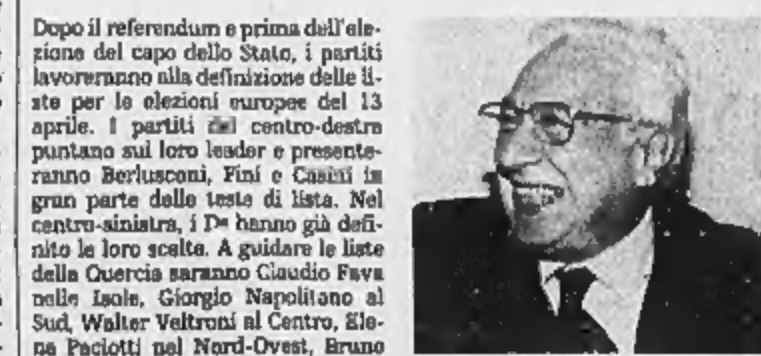 Dopo il referendum e prima dell'ele-
zione del capo dello Stato, i partiti
lavoreranno alla definizione delle li-
ste per le elezioni europee del 13
aprile. I partiti del centro-destra
puntano sui loro leader e presente-
ranno Berlusconi, Fini e Casini in
gran parte delle teste di lista. Nel
centro-sinistra, i Ds hanno già defi-
nito le loro scelte. A guidare le liste
della Quercia saranno Claudio Fava
nelle Isole, Giorgio Napolitano al
Sud, Walter Veltroni al Centro, Ele-
na Paciotti nel Nord-Ovest, Bruno